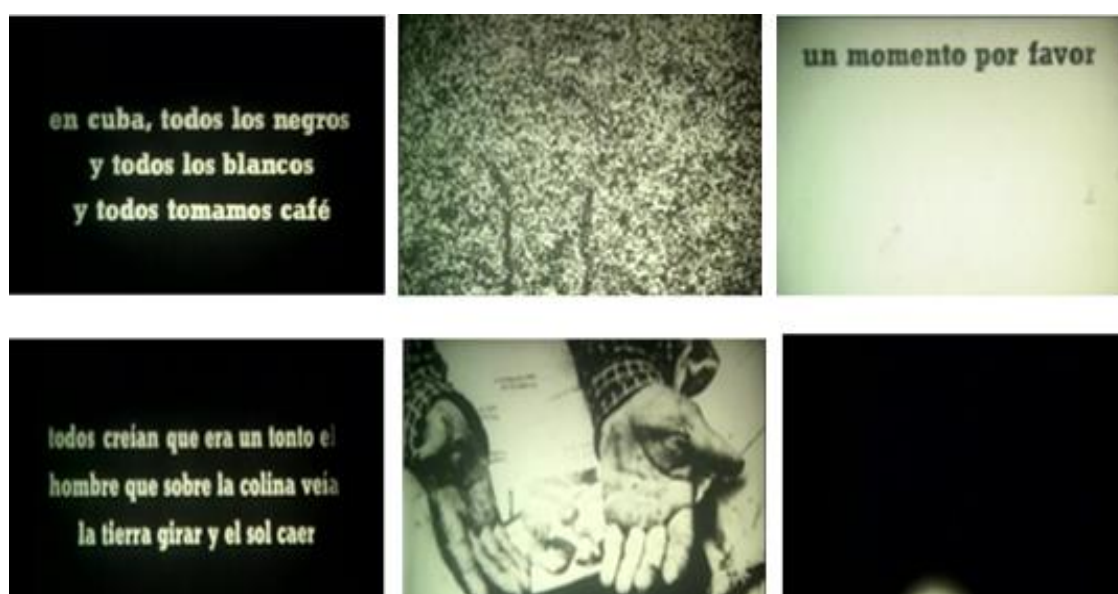 en cuba, todos los negros
y todos los blancos
y todos tomamos café
un momento por favor
todos creían que era un tonto el
hombre que sobre la colina veía
la tierra girar y el sol caer